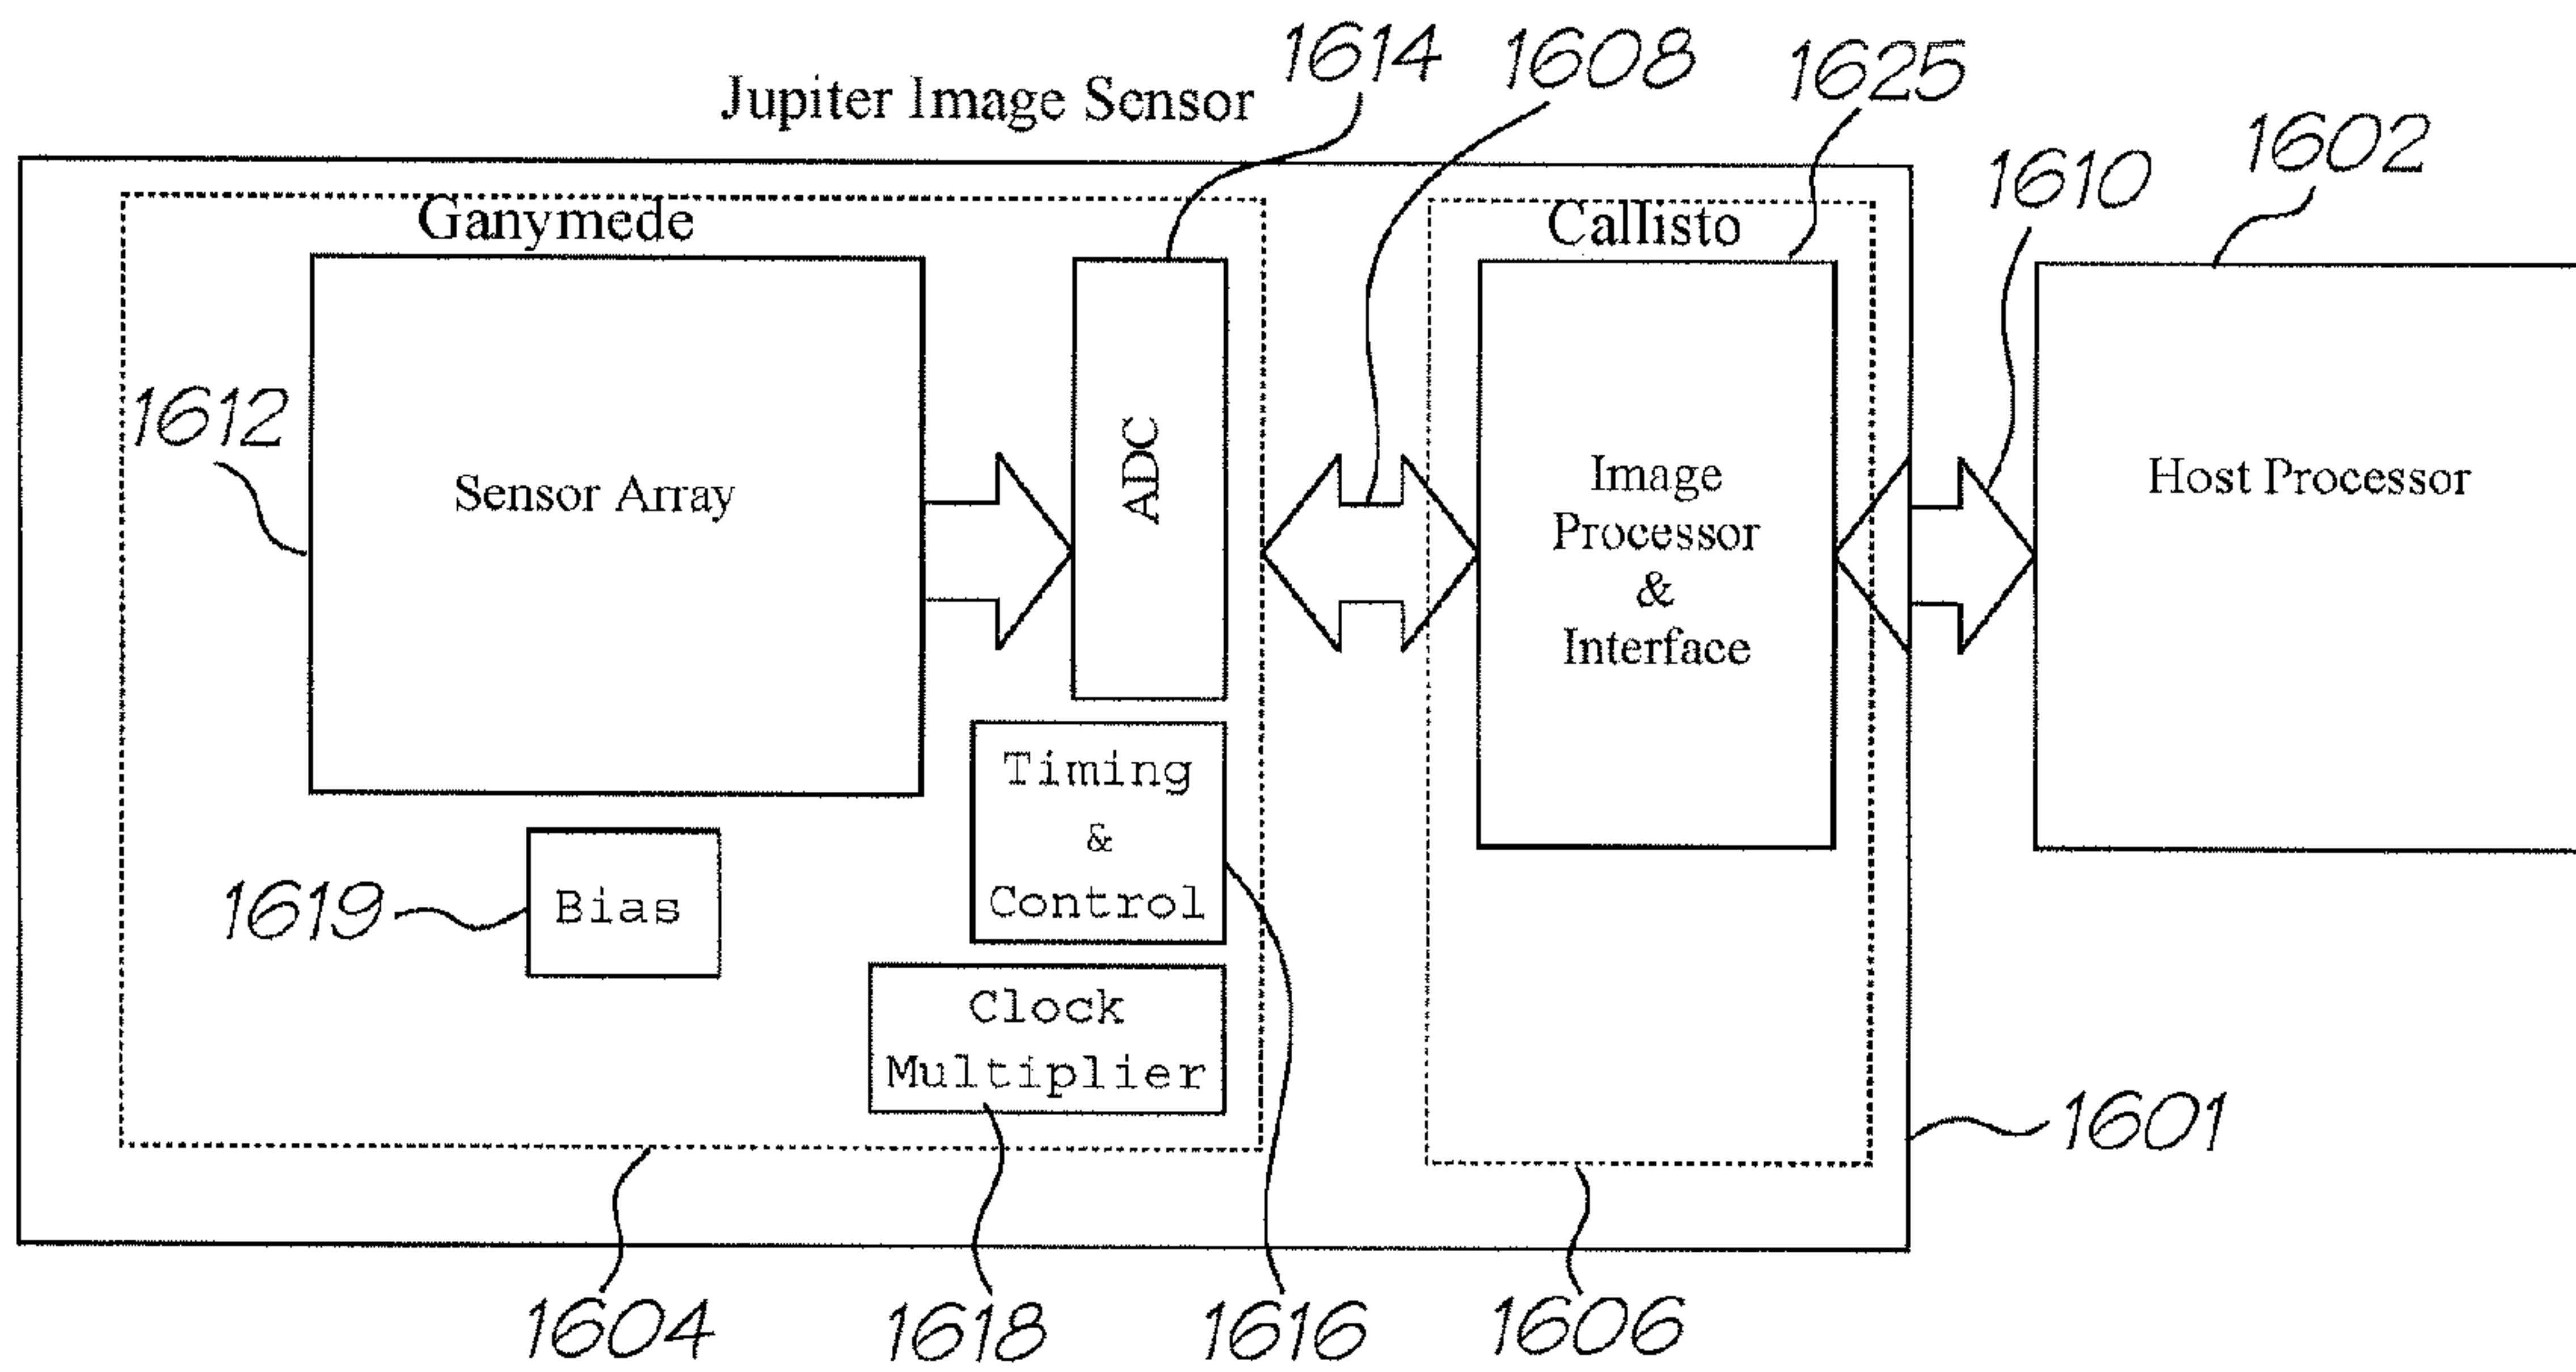 Jupiter Image Sensor
1614
1608
1625
1602
1610
Ganymede
Callisto
1612
Sensor Array
ADC
Image
Processor
&
Interface
Host Processor
Timing
&
Control
1619
Bias
Clock
Multiplier
1601
1604
1618
1616
1606